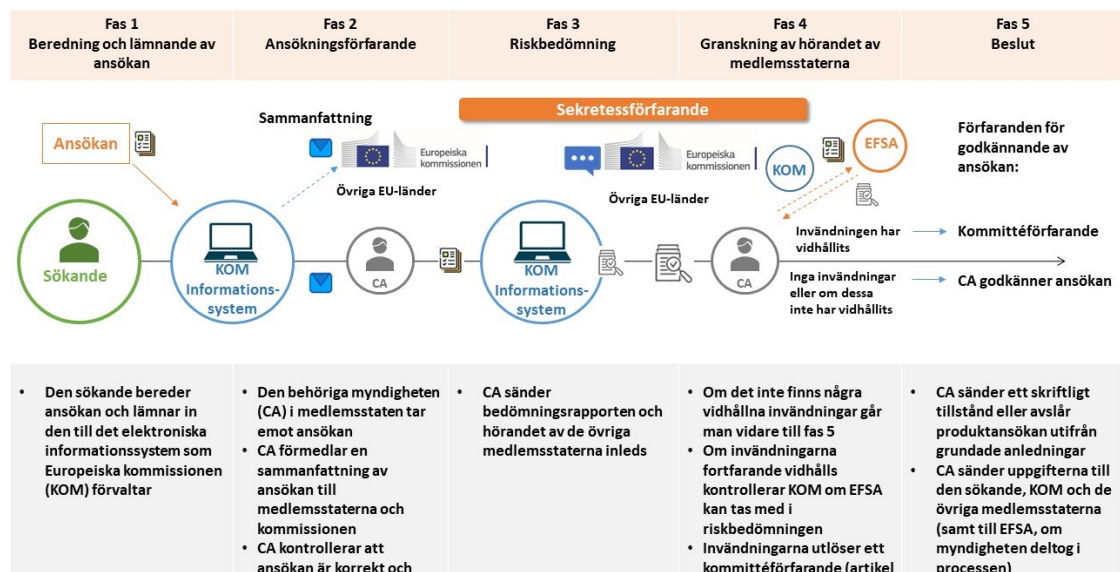 Fas 1
Beredning och lämnande av
ansökan
Fas 2
Ansökningsförfarande
Fas 3
Riskbedömning
Fas 4
Granskning av hörandet av
medlemsstaterna
Fas 5
Beslut
Ansökan
Sökande
Sammanfattning
Europeiska
kommissionen
Övriga EU-länder
KOM
Informations-
system
CA
Sekretessförfarande
Europeiska
kommissionen
Övriga EU-länder
KOM
Informations-
system
KOM
EFSA
CA
Invändningen har
vidhållits
Inga invändningar
eller om dessa
inte har vidhållits
Förfaranden för
godkännande av
ansökan:
Kommittéförfarande
CA godkänner ansökan
• Den sökande bereder
ansökan och lämnar in
den till det elektroniska
informationssystem som
Europeiska kommissionen
(KOM) förvaltar
• Den behöriga myndigheten
(CA) i medlemsstaten tar
emot ansökan
• CA förmedlar en
sammanfattning av
ansökan till
medlemsstaterna och
kommissionen
• CA kontrollerar att
ansökan är korrekt och
• CA sänder
bedömningsrapporten och
hörandet av de övriga
medlemsstaterna inleds
• Om det inte finns några
vidhållna invändningar går
man vidare till fas 5
• Om invändningarna
fortfarande vidhålls
kontrollerar KOM om EFSA
kan tas med i
riskbedömningen
• Invändningarna utlöser ett
kommittéförfarande (artikel
• CA sänder ett skriftligt
tillstånd eller avslår
produktansökan utifrån
grundade anledningar
• CA sänder uppgifterna till
den sökande, KOM och de
övriga medlemsstaterna
(samt till EFSA, om
myndigheten deltog i
processen)